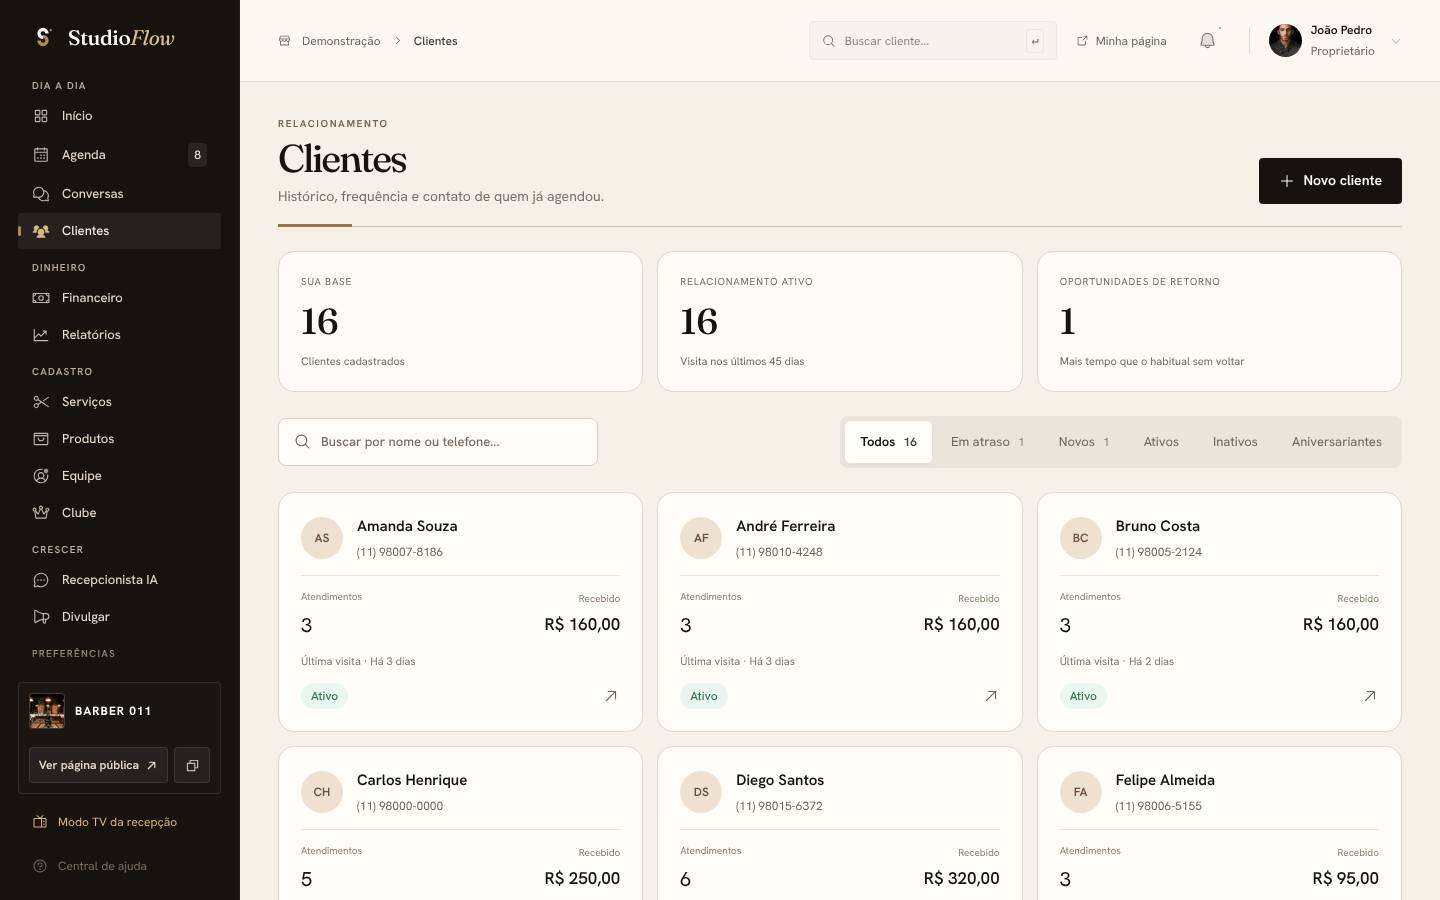 StudioFlow
DIA A DIA
Início
Agenda 8
Conversas
Clientes
DINHEIRO
Financeiro
Relatórios
CADASTRO
Serviços
Produtos
Equipe
Clube
CRESCER
Recepcionista IA
Divulgar
PREFERÊNCIAS
BARBER 011
Ver página pública
Modo TV da recepção
Central de ajuda
Demonstração Clientes
Buscar cliente...
Minha página
João Pedro
Proprietário
RELACIONAMENTO
Clientes
Histórico, frequência e contato de quem já agendou.
Novo cliente
SUA BASE
16
Clientes cadastrados
RELACIONAMENTO ATIVO
16
Visita nos últimos 45 dias
OPORTUNIDADES DE RETORNO
1
Mais tempo que o habitual sem voltar
Buscar por nome ou telefone...
Todos 16 Em atraso 1 Novos 1 Ativos Inativos Aniversariantes
AS
Amanda Souza
(11) 98007-8186
Atendimentos Recebido
3 R$ 160,00
Última visita · Há 3 dias
Ativo
AF
André Ferreira
(11) 98010-4248
Atendimentos Recebido
3 R$ 160,00
Última visita · Há 3 dias
Ativo
BC
Bruno Costa
(11) 98005-2124
Atendimentos Recebido
3 R$ 160,00
Última visita · Há 2 dias
Ativo
CH
Carlos Henrique
(11) 98000-0000
Atendimentos Recebido
5 R$ 250,00
DS
Diego Santos
(11) 98015-6372
Atendimentos Recebido
6 R$ 320,00
FA
Felipe Almeida
(11) 98006-5155
Atendimentos Recebido
3 R$ 95,00